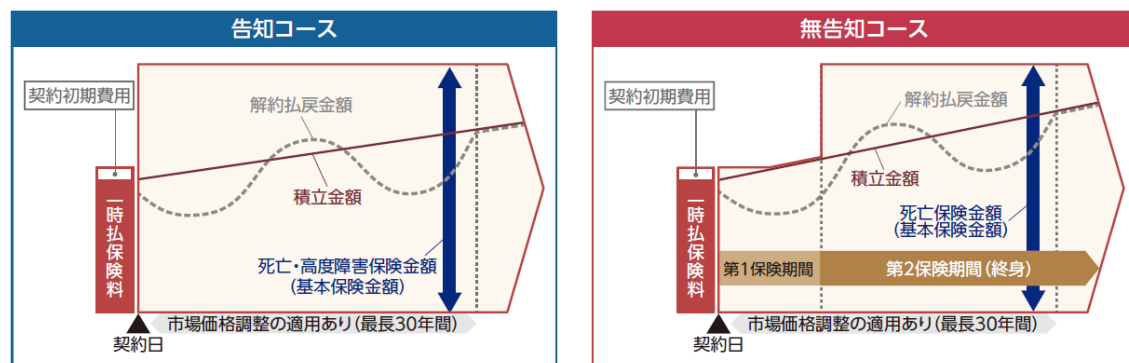 告知コース
契約初期費用
解約払戻金額
積立金額
一時払保険料
死亡・高度障害保険金額
(基本保険金額)
市場価格調整の適用あり(最長30年間)
契約日
無告知コース
契約初期費用
解約払戻金額
積立金額
一時払保険料
死亡保険金額
(基本保険金額)
第1保険期間
第2保険期間(終身)
市場価格調整の適用あり(最長30年間)
契約日